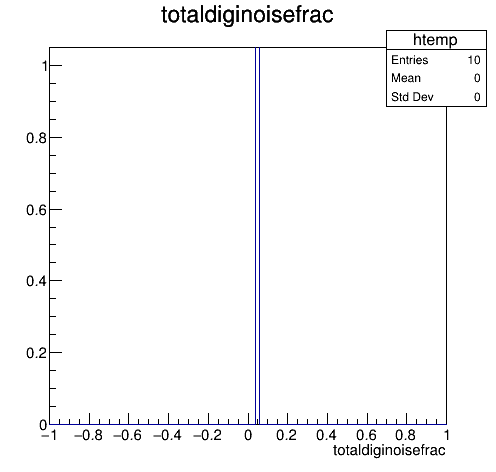 totaldiginoisefrac
htemp
Entries 10
Mean 0
Std Dev 0
1
0.8
0.6
0.4
0.2
0
−1 −0.8 −0.6 −0.4 −0.2 0 0.2 0.4 0.6 0.8 1
totaldiginoisefrac